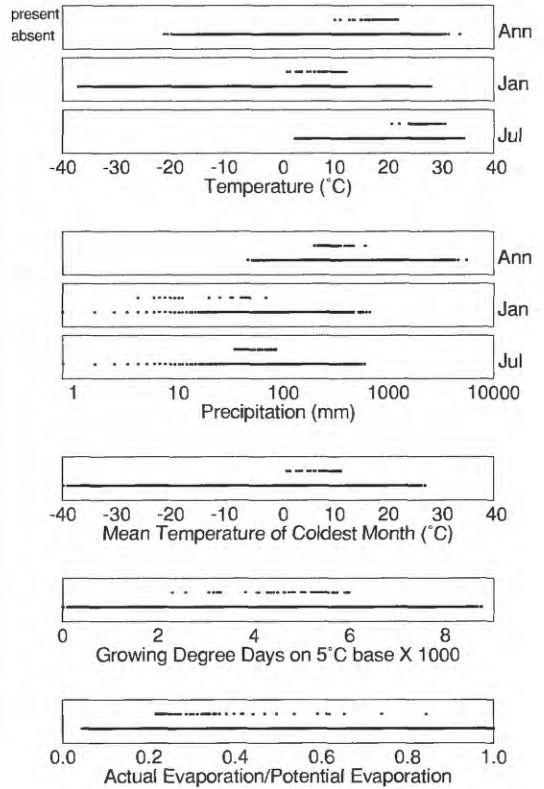 present
absent
Ann
Jan
Jul
-40 -30 -20 -10 0 10 20 30 40
Temperature (°C)
Ann
Jan
Jul
1 10 100 1000 10000
Precipitation (mm)
-40 -30 -20 -10 0 10 20 30 40
Mean Temperature of Coldest Month (°C)
0 2 4 6 8
Growing Degree Days on 5°C base X 1000
0.0 0.2 0.4 0.6 0.8 1.0
Actual Evaporation/Potential Evaporation